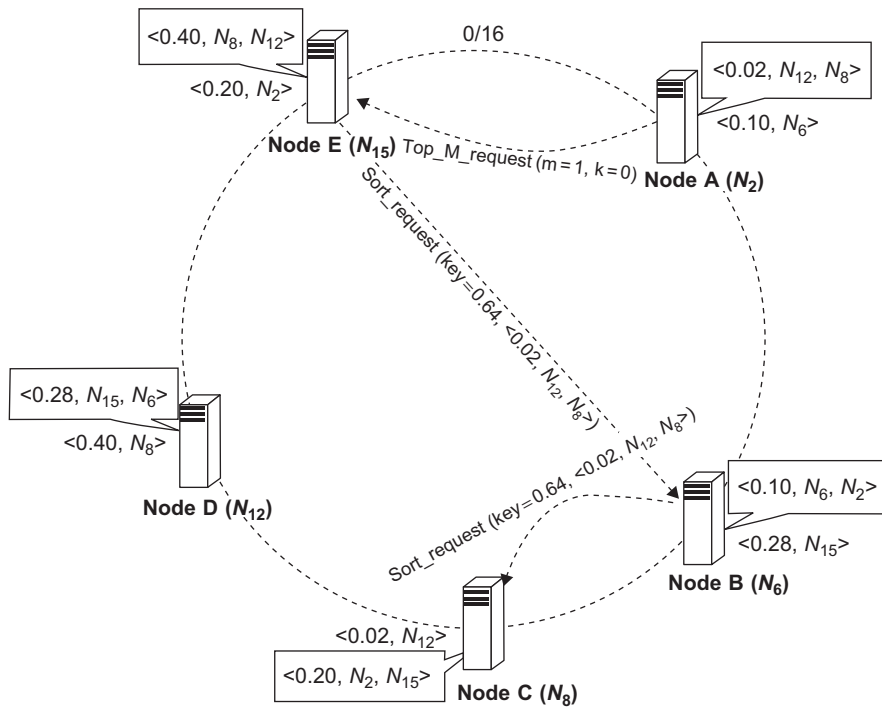 0/16
<0.40, N8, N12>
<0.20, N2>
Node E (N15)
<0.02, N12, N8>
<0.10, N6>
Node A (N2)
Top_M_request (m=1, k=0)
Sort_request (key=0.64, <0.02, N12, N8>)
<0.28, N15, N6>
<0.40, N8>
Node D (N12)
Sort_request (key=0.64, <0.02, N12, N8>)
<0.10, N6, N2>
<0.28, N15>
Node B (N6)
<0.02, N12>
<0.20, N2, N15>
Node C (N8)